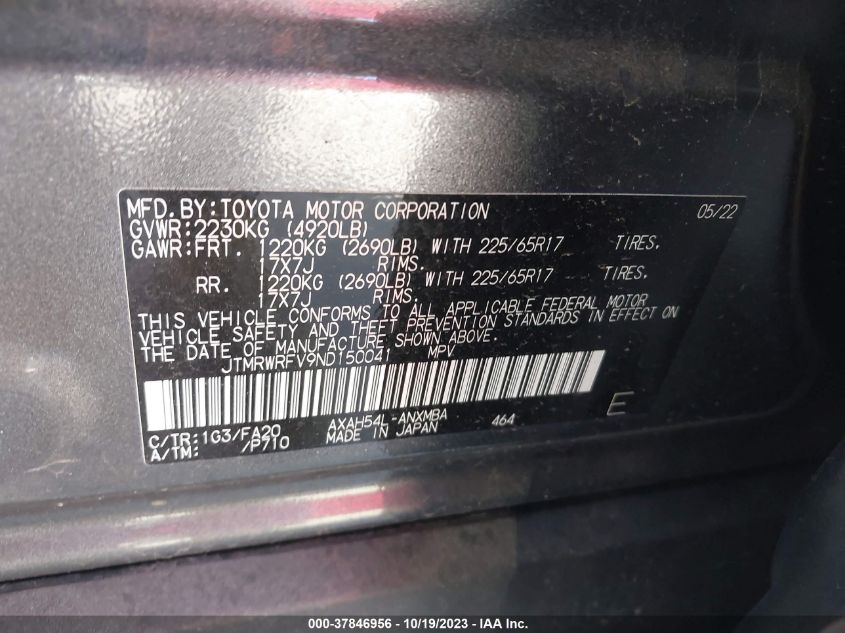 MFD.BY:TOYOTA MOTOR CORPORATION 05/22
GVWR:2230KG (4920LB)
GAWR:FRT. 1220KG (2690LB) WITH 225/65R17 TIRES.
17X7J RIMS.
RR. 1220KG (2690LB) WITH 225/65R17 TIRES.
17X7J RIMS.
THIS VEHICLE CONFORMS TO ALL APPLICABLE FEDERAL MOTOR
VEHICLE SAFETY AND THEFT PREVENTION STANDARDS IN EFFECT ON
THE DATE OF MANUFACTURE SHOWN ABOVE.
JTMRWRFV9ND150041 MPV
C/TR:1G3/FA20 AXAH54L-ANXMBA 464 E
A/TM: /P710 MADE IN JAPAN
000-37846956 - 10/19/2023 - IAA Inc.